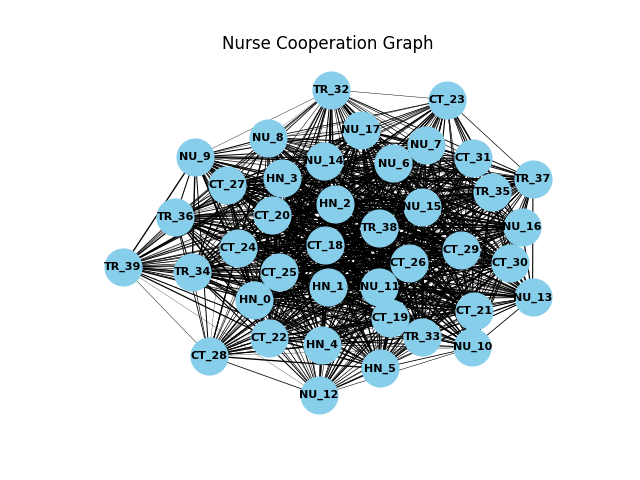 Nurse Cooperation Graph
TR_32
CT_23
NU_17
NU_8
NU_7
NU_9
NU_14
NU_6
CT_31
HN_3
TR_37
CT_27
TR_35
HN_2
NU_15
CT_20
TR_36
NU_16
TR_38
CT_18
CT_24
CT_29
CT_26
CT_30
TR_39
TR_34
CT_25
HN_1
NU_11
NU_13
HN_0
CT_21
CT_19
TR_33
CT_22
HN_4
NU_10
CT_28
HN_5
NU_12